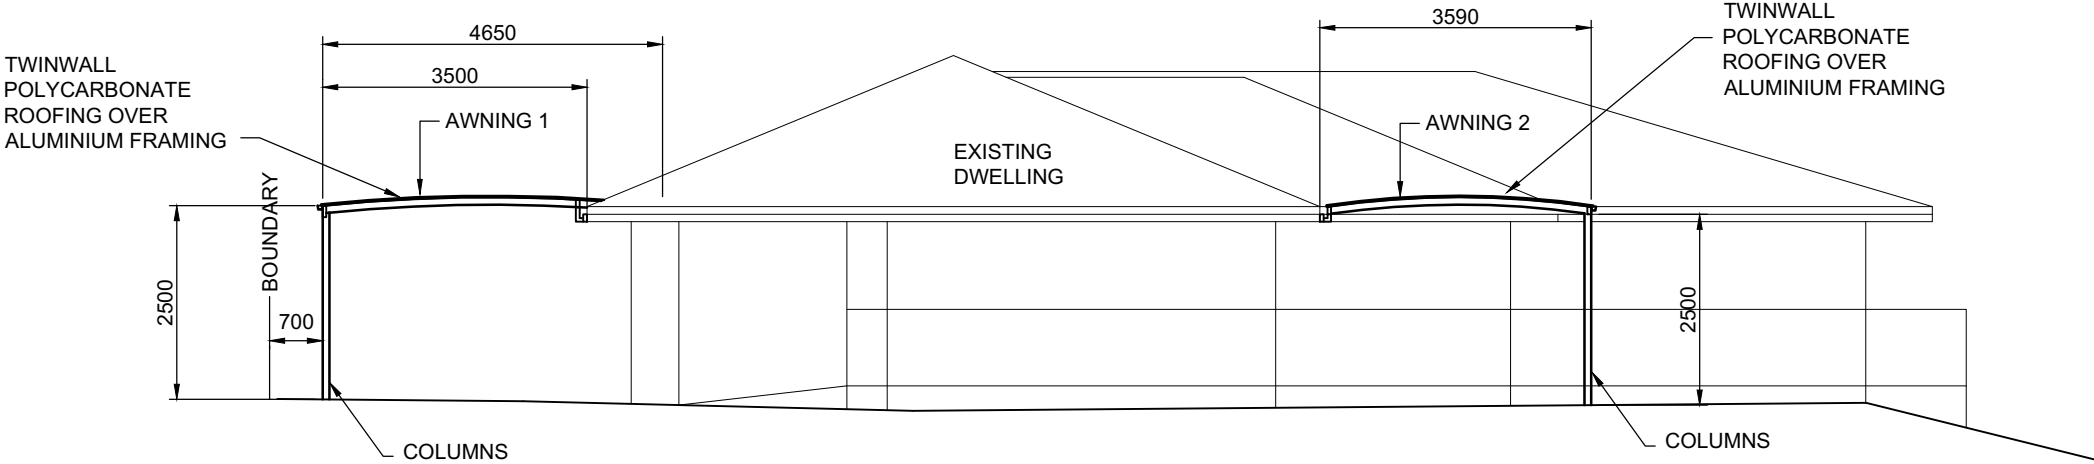 4650
3500
TWINWALL
POLYCARBONATE
ROOFING OVER
ALUMINIUM FRAMING
AWNING 1
BOUNDARY
2500
700
COLUMNS
EXISTING
DWELLING
3590
TWINWALL
POLYCARBONATE
ROOFING OVER
ALUMINIUM FRAMING
AWNING 2
2500
COLUMNS